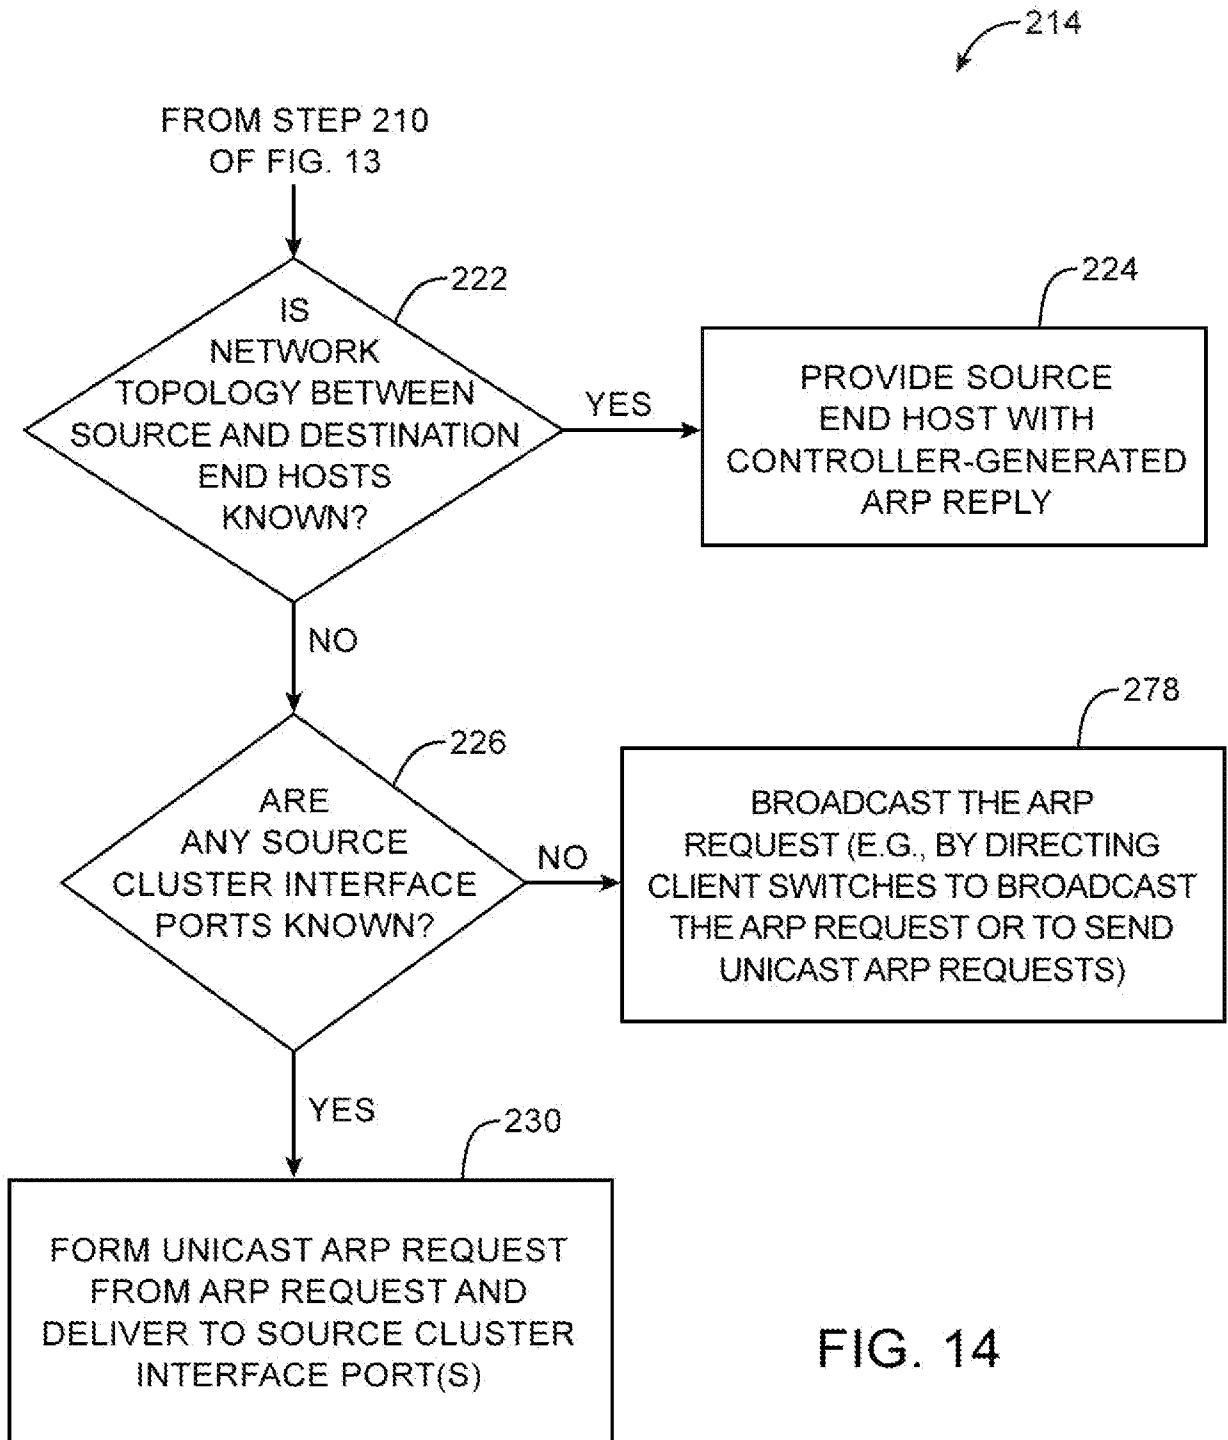 214
FROM STEP 210
OF FIG. 13
222
IS
NETWORK
TOPOLOGY BETWEEN
SOURCE AND DESTINATION
END HOSTS
KNOWN?
YES
224
PROVIDE SOURCE
END HOST WITH
CONTROLLER-GENERATED
ARP REPLY
NO
226
ARE
ANY SOURCE
CLUSTER INTERFACE
PORTS KNOWN?
NO
278
BROADCAST THE ARP
REQUEST (E.G., BY DIRECTING
CLIENT SWITCHES TO BROADCAST
THE ARP REQUEST OR TO SEND
UNICAST ARP REQUESTS)
YES
230
FORM UNICAST ARP REQUEST
FROM ARP REQUEST AND
DELIVER TO SOURCE CLUSTER
INTERFACE PORT(S)
FIG. 14